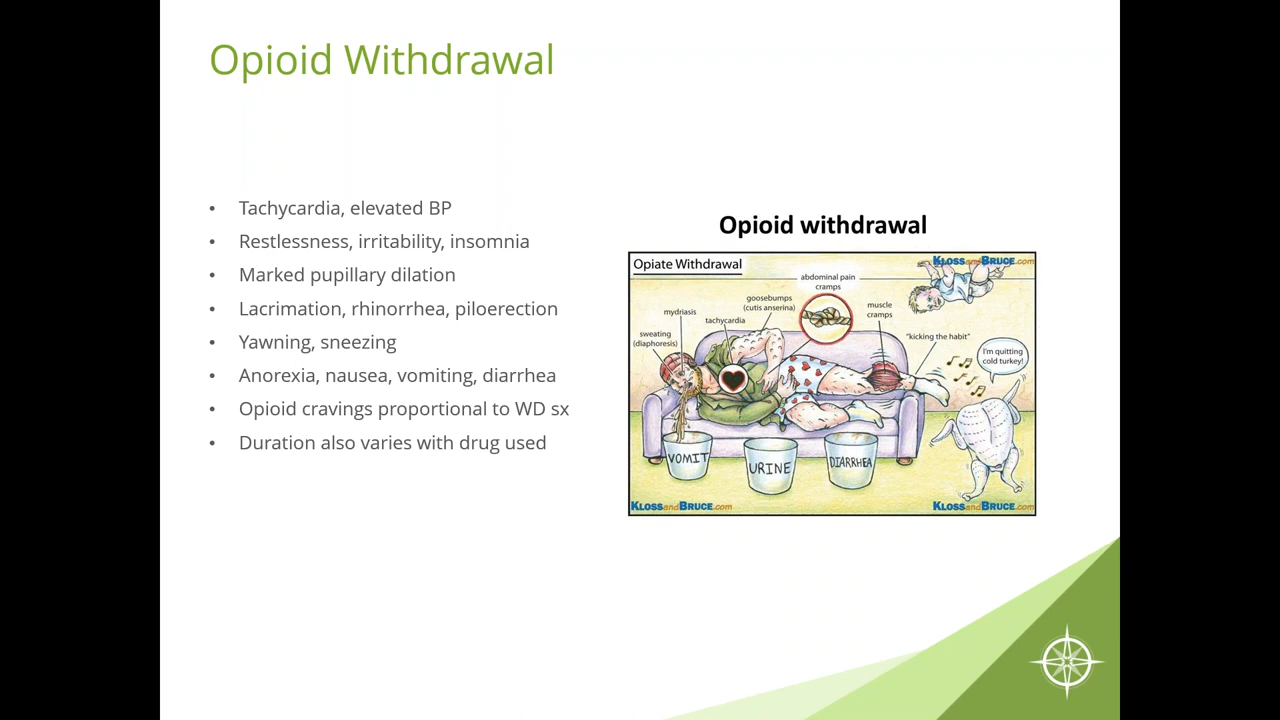 Opioid Withdrawal
Tachycardia, elevated BP
Restlessness, irritability, insomnia
Marked pupillary dilation
Lacrimation, rhinorrhea, piloerection
Yawning, sneezing
Anorexia, nausea, vomiting, diarrhea
Opioid cravings proportional to WD sx
Duration also varies with drug used
Opioid withdrawal
Opiate Withdrawal
KLOSSandBRUCE.com
abdominal pain
cramps
goosebumps
(cutis anserina)
muscle
cramps
mydriasis
tachycardia
sweating
(diaphoresis)
"kicking the habit"
I'm quitting
cold turkey!
VOMIT
URINE
DIARRHEA
KLOSSandBRUCE.com
KLOSSandBRUCE.com